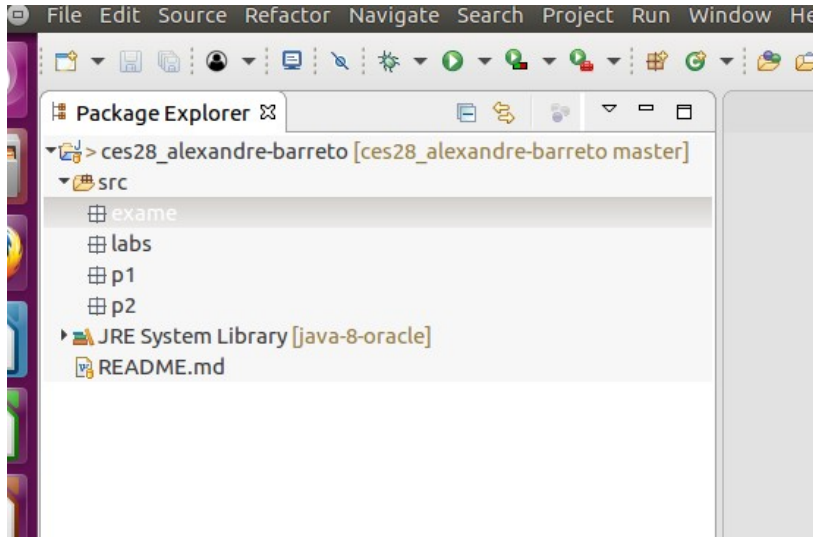 File Edit Source Refactor Navigate Search Project Run Window He
Package Explorer
> ces28_alexandre-barreto [ces28_alexandre-barreto master]
src
exame
labs
p1
p2
JRE System Library [java-8-oracle]
README.md